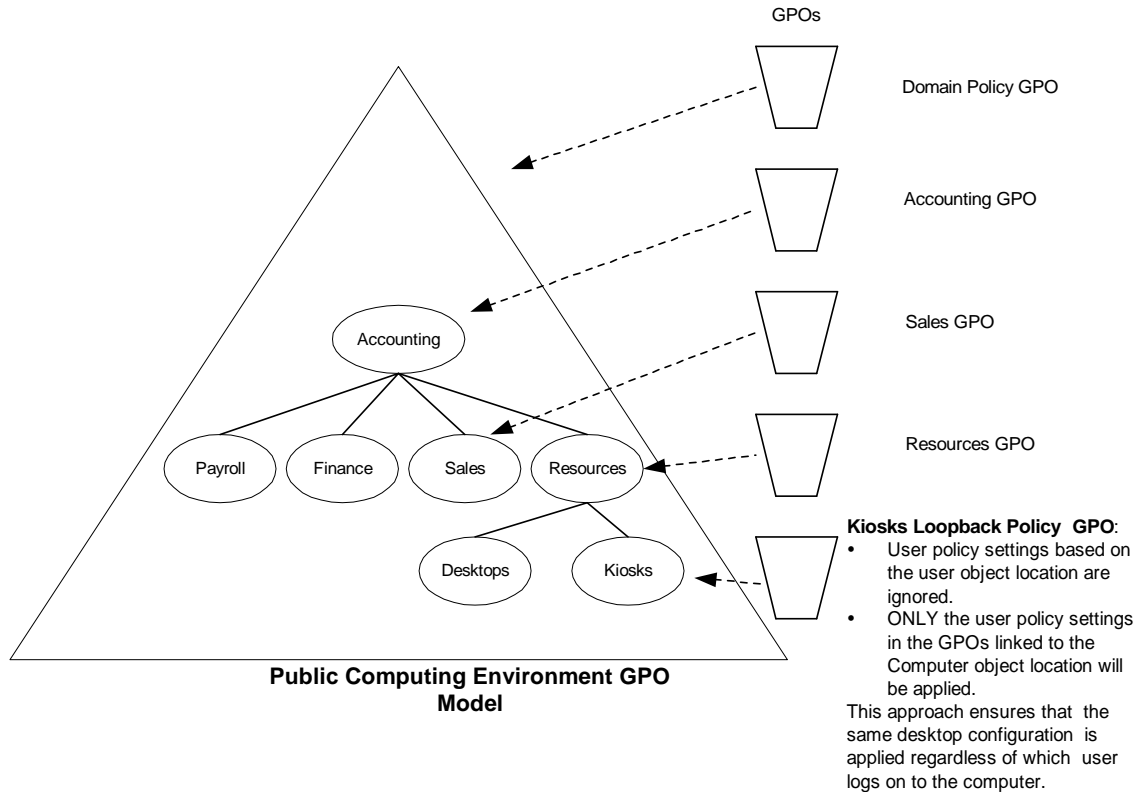 GPOs
Domain Policy GPO
Accounting GPO
Sales GPO
Resources GPO
Accounting
Payroll
Finance
Sales
Resources
Desktops
Kiosks
Kiosks Loopback Policy GPO:
• User policy settings based on
the user object location are
ignored.
• ONLY the user policy settings
in the GPOs linked to the
Computer object location will
be applied.
This approach ensures that the
same desktop configuration is
applied regardless of which user
logs on to the computer.
Public Computing Environment GPO
Model